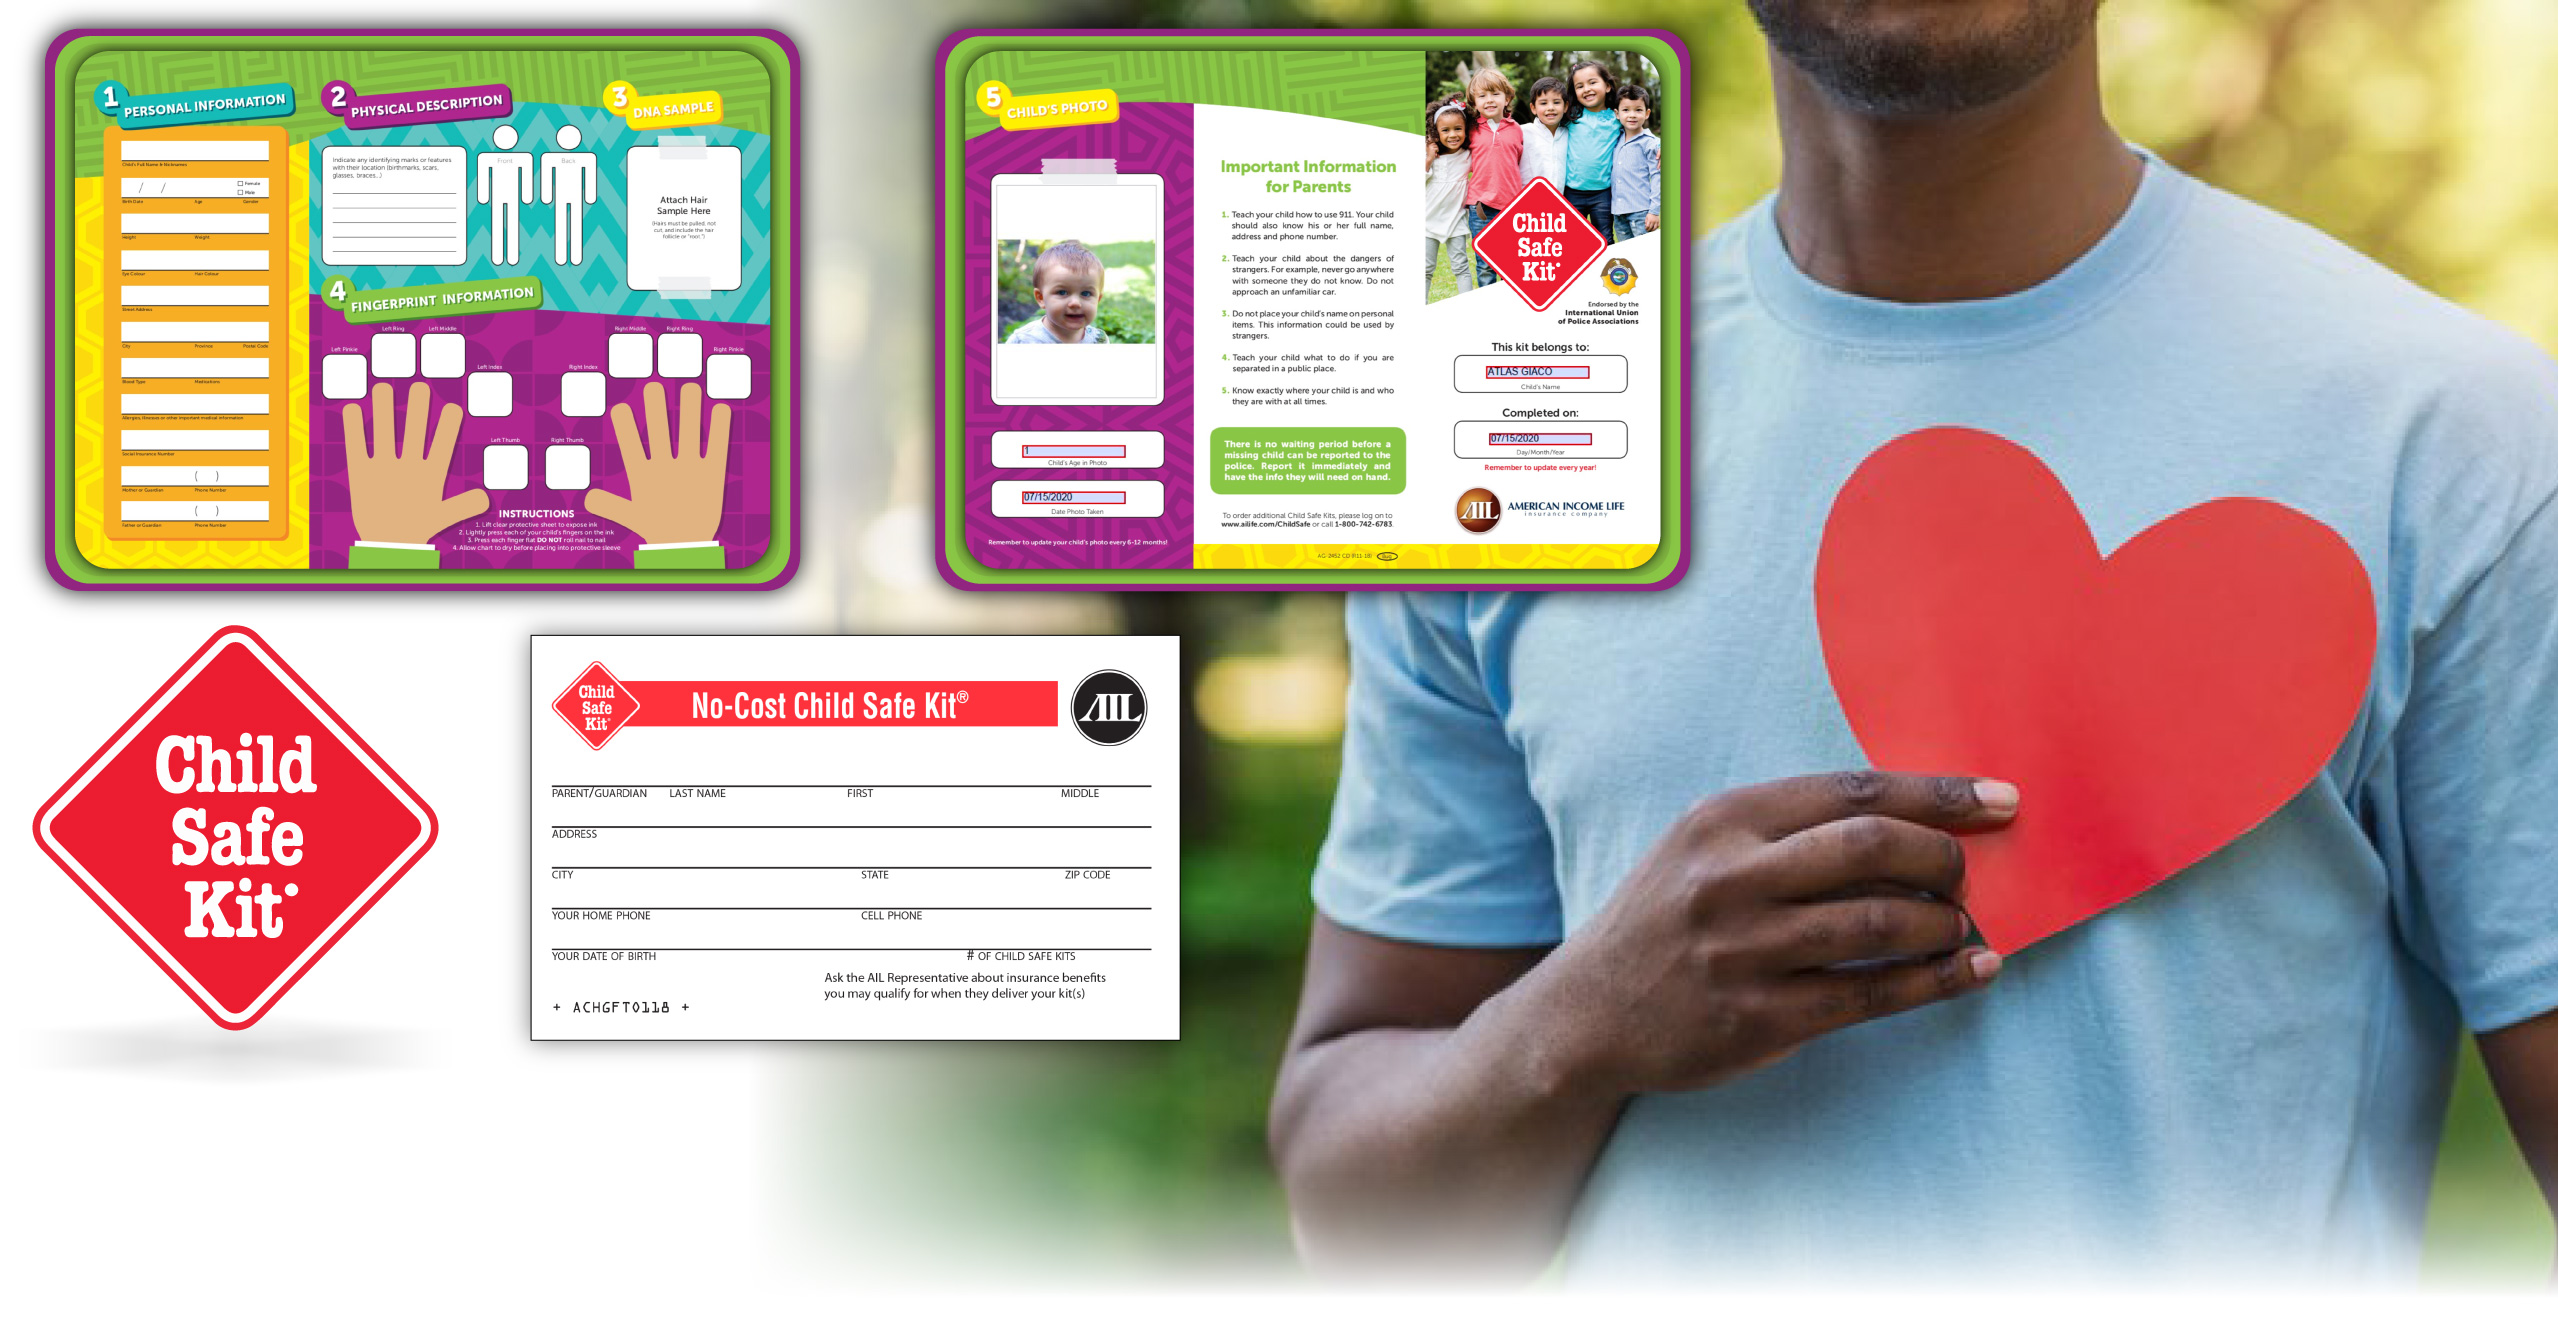 1 PERSONAL INFORMATION
Child's Full Name & Nicknames
/ /
Female
Male
Birth Date Age Gender
Height Weight
Eye Colour Hair Colour
Street Address
City Province Postal Code
Blood Type Medications
Allergies, illnesses or other important medical information
Social Insurance Number
( )
Mother or Guardian Phone Number
( )
Father or Guardian Phone Number
2 PHYSICAL DESCRIPTION
Indicate any identifying marks or features
with their location (birthmarks, scars,
glasses, braces...)
Front Back
3 DNA SAMPLE
Attach Hair
Sample Here
(Hairs must be pulled, not
cut, and include the hair
follicle or "root.")
4 FINGERPRINT INFORMATION
Left Pinkie
Left Ring
Left Middle
Left Index
Right Index
Right Middle
Right Ring
Right Pinkie
Left Thumb
Right Thumb
INSTRUCTIONS
1. Lift clear protective sheet to expose ink
2. Lightly press each of your child's fingers on the ink
3. Press each finger flat DO NOT roll nail to nail
4. Allow chart to dry before placing into protective sleeve
5 CHILD'S PHOTO
1
Child's Age in Photo
07/15/2020
Date Photo Taken
Remember to update your child's photo every 6-12 months!
Important Information
for Parents
1. Teach your child how to use 911. Your child
should also know his or her full name,
address and phone number.
2. Teach your child about the dangers of
strangers. For example, never go anywhere
with someone they do not know. Do not
approach an unfamiliar car.
3. Do not place your child's name on personal
items. This information could be used by
strangers.
4. Teach your child what to do if you are
separated in a public place.
5. Know exactly where your child is and who
they are with at all times.
There is no waiting period before a
missing child can be reported to the
police. Report it immediately and
have the info they will need on hand.
To order additional Child Safe Kits, please log on to
www.ailife.com/ChildSafe or call 1-800-742-6783.
AG-2452 CD (R11-18)
Child
Safe
Kit
Endorsed by the
International Union
of Police Associations
This kit belongs to:
ATLAS GIACO
Child's Name
Completed on:
07/15/2020
Day/Month/Year
Remember to update every year!
AIL AMERICAN INCOME LIFE
insurance company
Child
Safe
Kit
Child
Safe
Kit
No-Cost Child Safe Kit®
AIL
PARENT/GUARDIAN LAST NAME FIRST MIDDLE
ADDRESS
CITY STATE ZIP CODE
YOUR HOME PHONE CELL PHONE
YOUR DATE OF BIRTH # OF CHILD SAFE KITS
Ask the AIL Representative about insurance benefits
you may qualify for when they deliver your kit(s)
+ ACHGFT0118 +